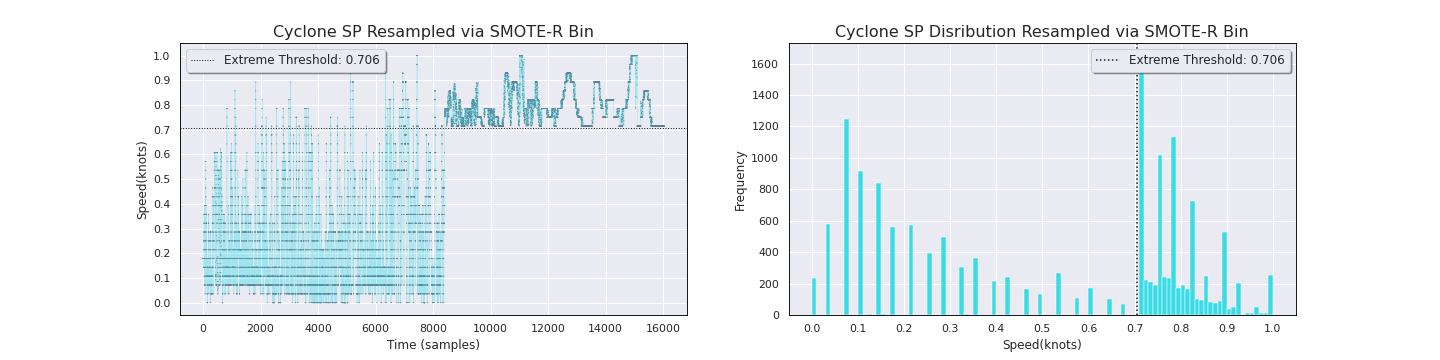 Cyclone SP Resampled via SMOTE-R Bin
Extreme Threshold: 0.706
Speed(knots)
1.0
0.9
0.8
0.7
0.6
0.5
0.4
0.3
0.2
0.1
0.0
0 2000 4000 6000 8000 10000 12000 14000 16000
Time (samples)
Cyclone SP Disribution Resampled via SMOTE-R Bin
Extreme Threshold: 0.706
Frequency
1600
1400
1200
1000
800
600
400
200
0
0.0 0.1 0.2 0.3 0.4 0.5 0.6 0.7 0.8 0.9 1.0
Speed(knots)